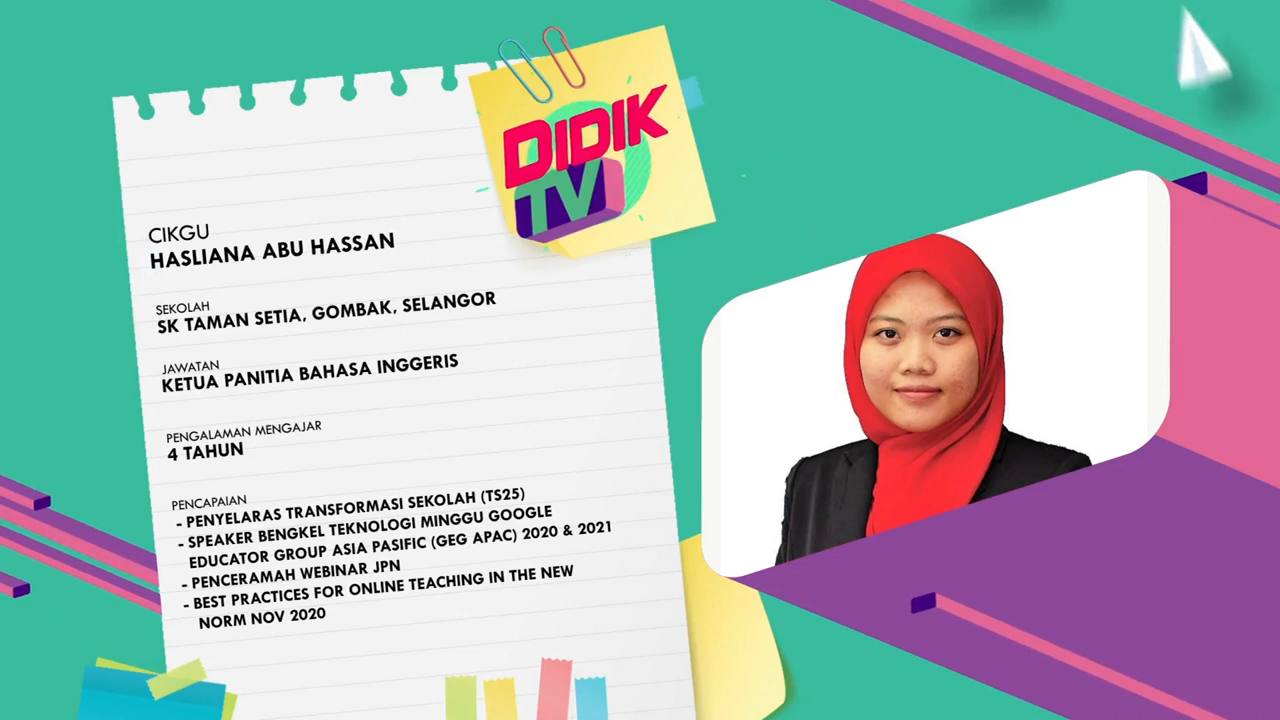 DIDIK
TV
CIKGU
HASLIANA ABU HASSAN
SEKOLAH
SK TAMAN SETIA, GOMBAK, SELANGOR
JAWATAN
KETUA PANITIA BAHASA INGGERIS
PENGALAMAN MENGAJAR
4 TAHUN
PENCAPAIAN
- PENYELARAS TRANSFORMASI SEKOLAH (TS25)
- SPEAKER BENGKEL TEKNOLOGI MINGGU GOOGLE
EDUCATOR GROUP ASIA PASIFIC (GEG APAC) 2020 & 2021
- PENCERAMAH WEBINAR JPN
- BEST PRACTICES FOR ONLINE TEACHING IN THE NEW
NORM NOV 2020